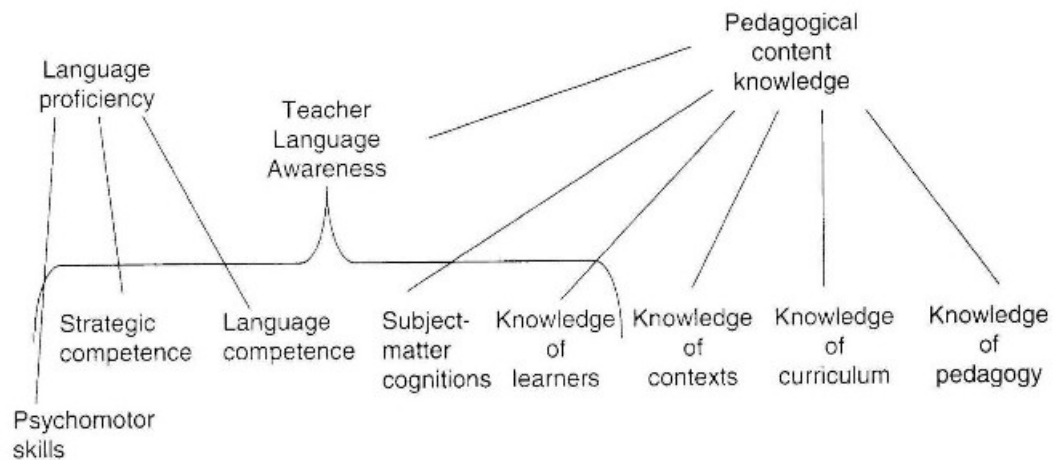 Pedagogical
content
knowledge
Language
proficiency
Teacher
Language
Awareness
Strategic
competence
Language
competence
Subject-
matter
cognitions
Knowledge
of
learners
Knowledge
of
contexts
Knowledge
of
curriculum
Knowledge
of
pedagogy
Psychomotor
skills